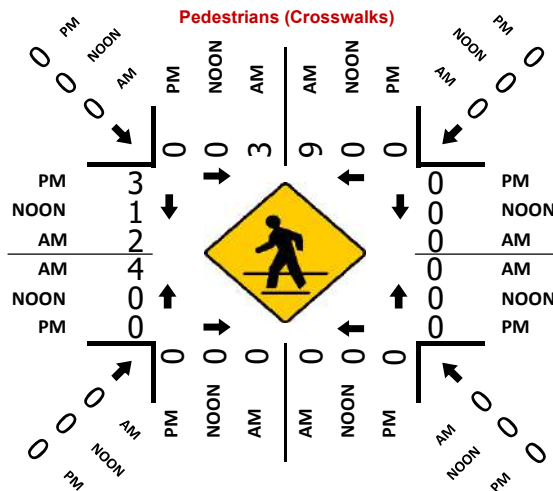 Pedestrians (Crosswalks)
0 PM
0 NOON
0 AM
PM NOON AM AM NOON PM
0 0 3 9 0 0
PM 0
NOON 0
AM 0
PM 3 0 PM
NOON 1 0 NOON
AM 2 0 AM
AM 4 0 AM
NOON 0 0 NOON
PM 0 0 PM
0 0 0 0 0 0
PM NOON AM AM NOON PM
0 AM
0 NOON
0 PM
AM 0
NOON 0
PM 0